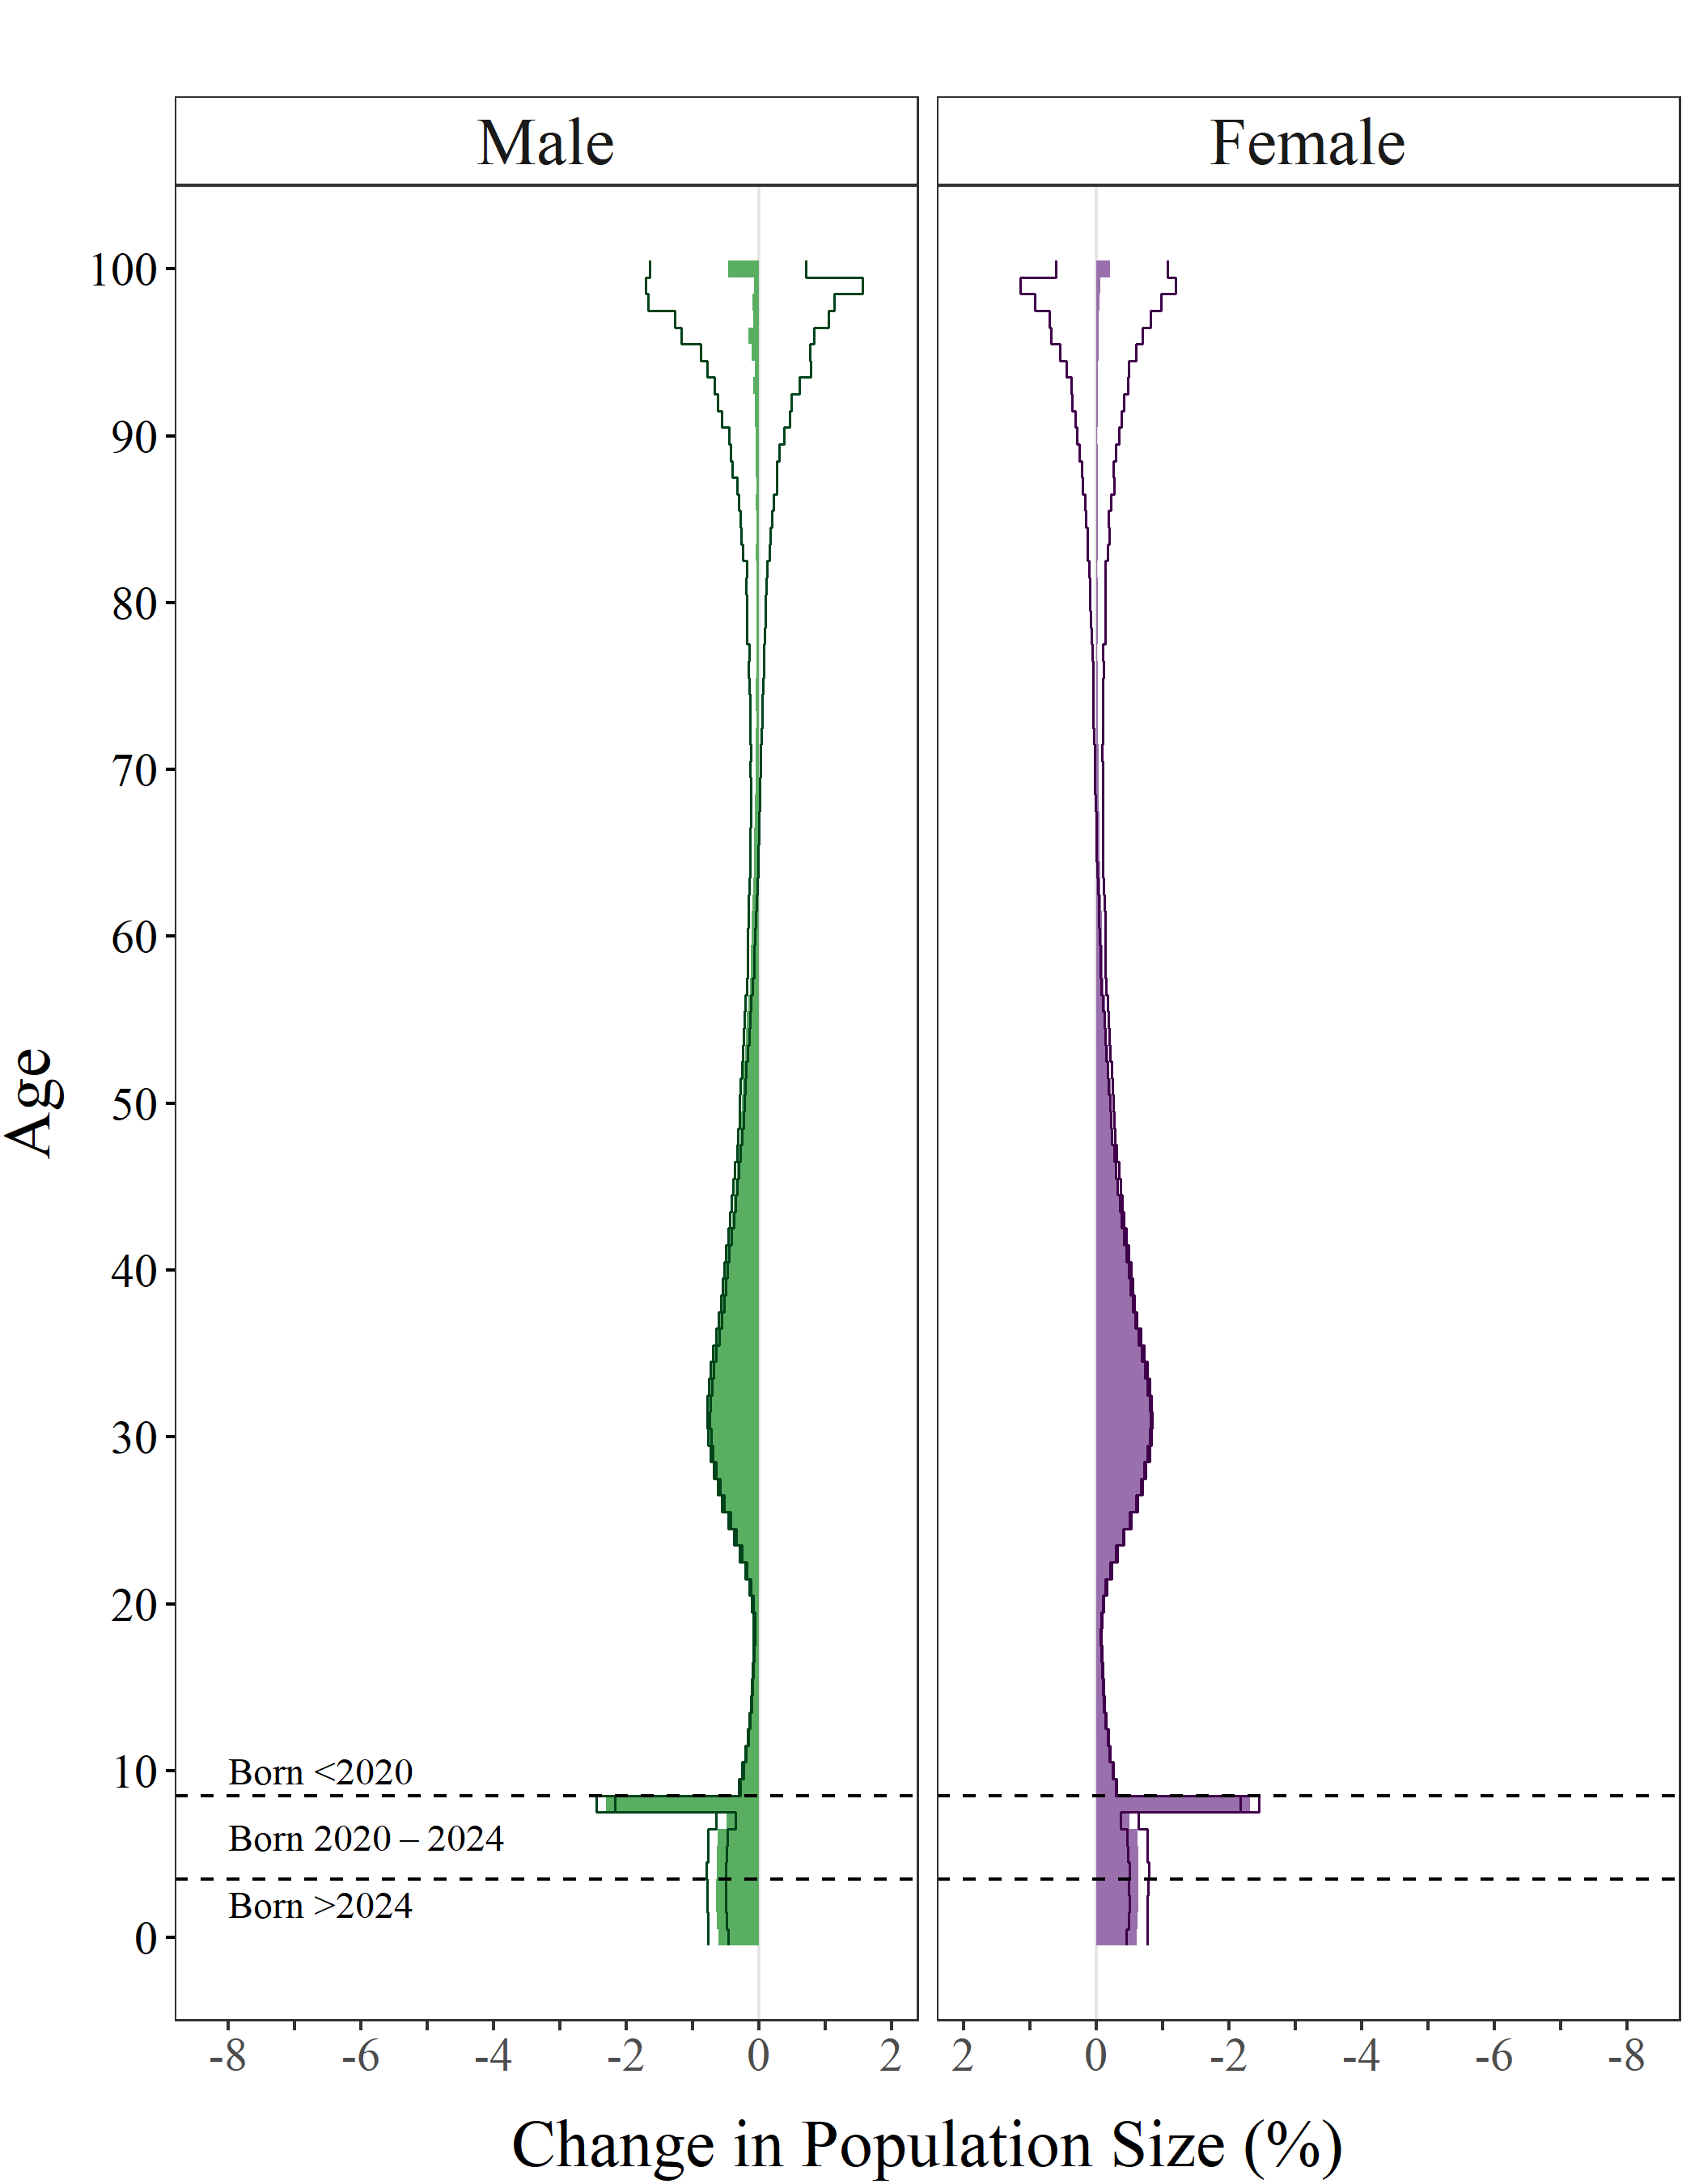 Male
Female
100
90
80
70
60
50
40
30
20
10
0
Age
Born <2020
Born 2020 – 2024
Born >2024
-8 -6 -4 -2 0 2
2 0 -2 -4 -6 -8
Change in Population Size (%)